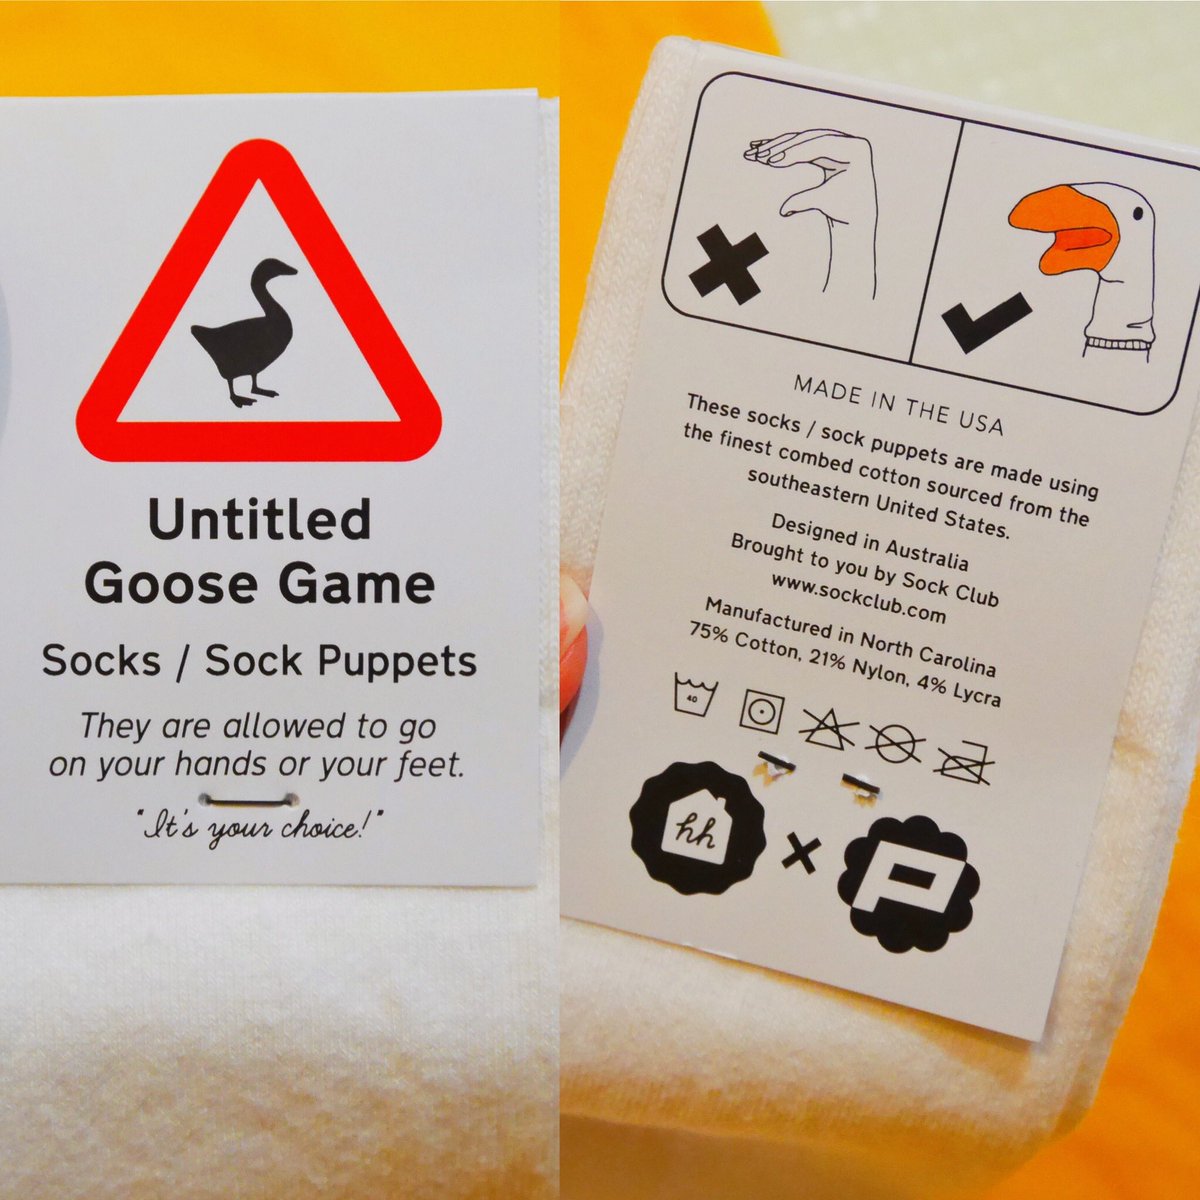 Untitled
Goose Game
Socks / Sock Puppets
They are allowed to go
on your hands or your feet.
"It's your choice!"
MADE IN THE USA
These socks / sock puppets are made using
the finest combed cotton sourced from the
southeastern United States.
Designed in Australia
Brought to you by Sock Club
www.sockclub.com
Manufactured in North Carolina
75% Cotton, 21% Nylon, 4% Lycra
40
hh
P